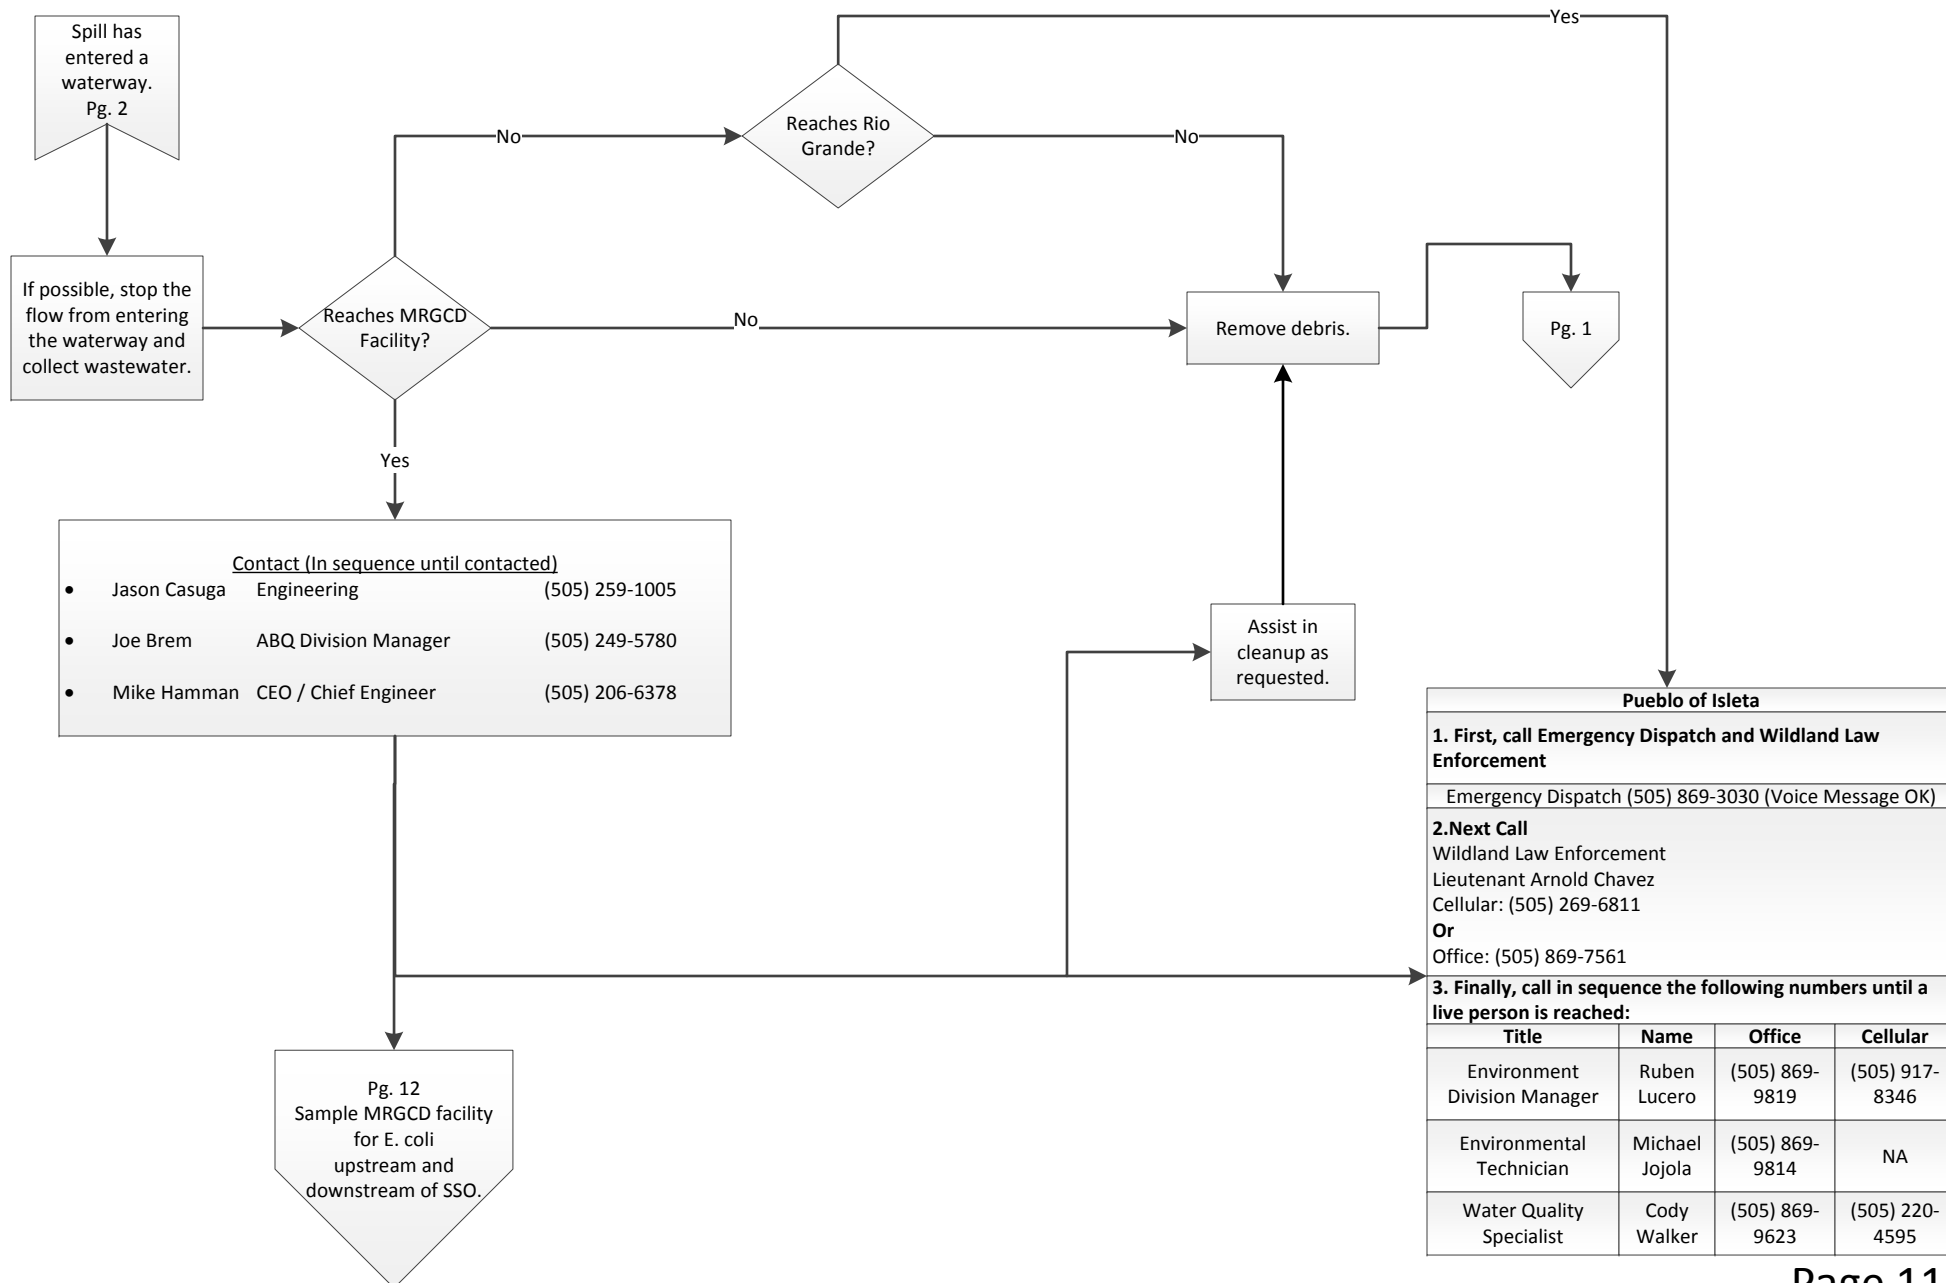 Spill has
entered a
waterway.
Pg. 2
Yes
No
Reaches Rio
Grande?
No
If possible, stop the
flow from entering
the waterway and
collect wastewater.
Reaches MRGCD
Facility?
No
Remove debris.
Pg. 1
Yes
Contact (In sequence until contacted)
• Jason Casuga Engineering (505) 259-1005
• Joe Brem ABQ Division Manager (505) 249-5780
• Mike Hamman CEO / Chief Engineer (505) 206-6378
Assist in
cleanup as
requested.
Pueblo of Isleta
1. First, call Emergency Dispatch and Wildland Law
Enforcement
Emergency Dispatch (505) 869-3030 (Voice Message OK)
2.Next Call
Wildland Law Enforcement
Lieutenant Arnold Chavez
Cellular: (505) 269-6811
Or
Office: (505) 869-7561
3. Finally, call in sequence the following numbers until a
live person is reached:
Title Name Office Cellular
Environment Ruben (505) 869- (505) 917-
Division Manager Lucero 9819 8346
Environmental Michael (505) 869- NA
Technician Jojola 9814
Water Quality Cody (505) 869- (505) 220-
Specialist Walker 9623 4595
Pg. 12
Sample MRGCD facility
for E. coli
upstream and
downstream of SSO.
Page 11